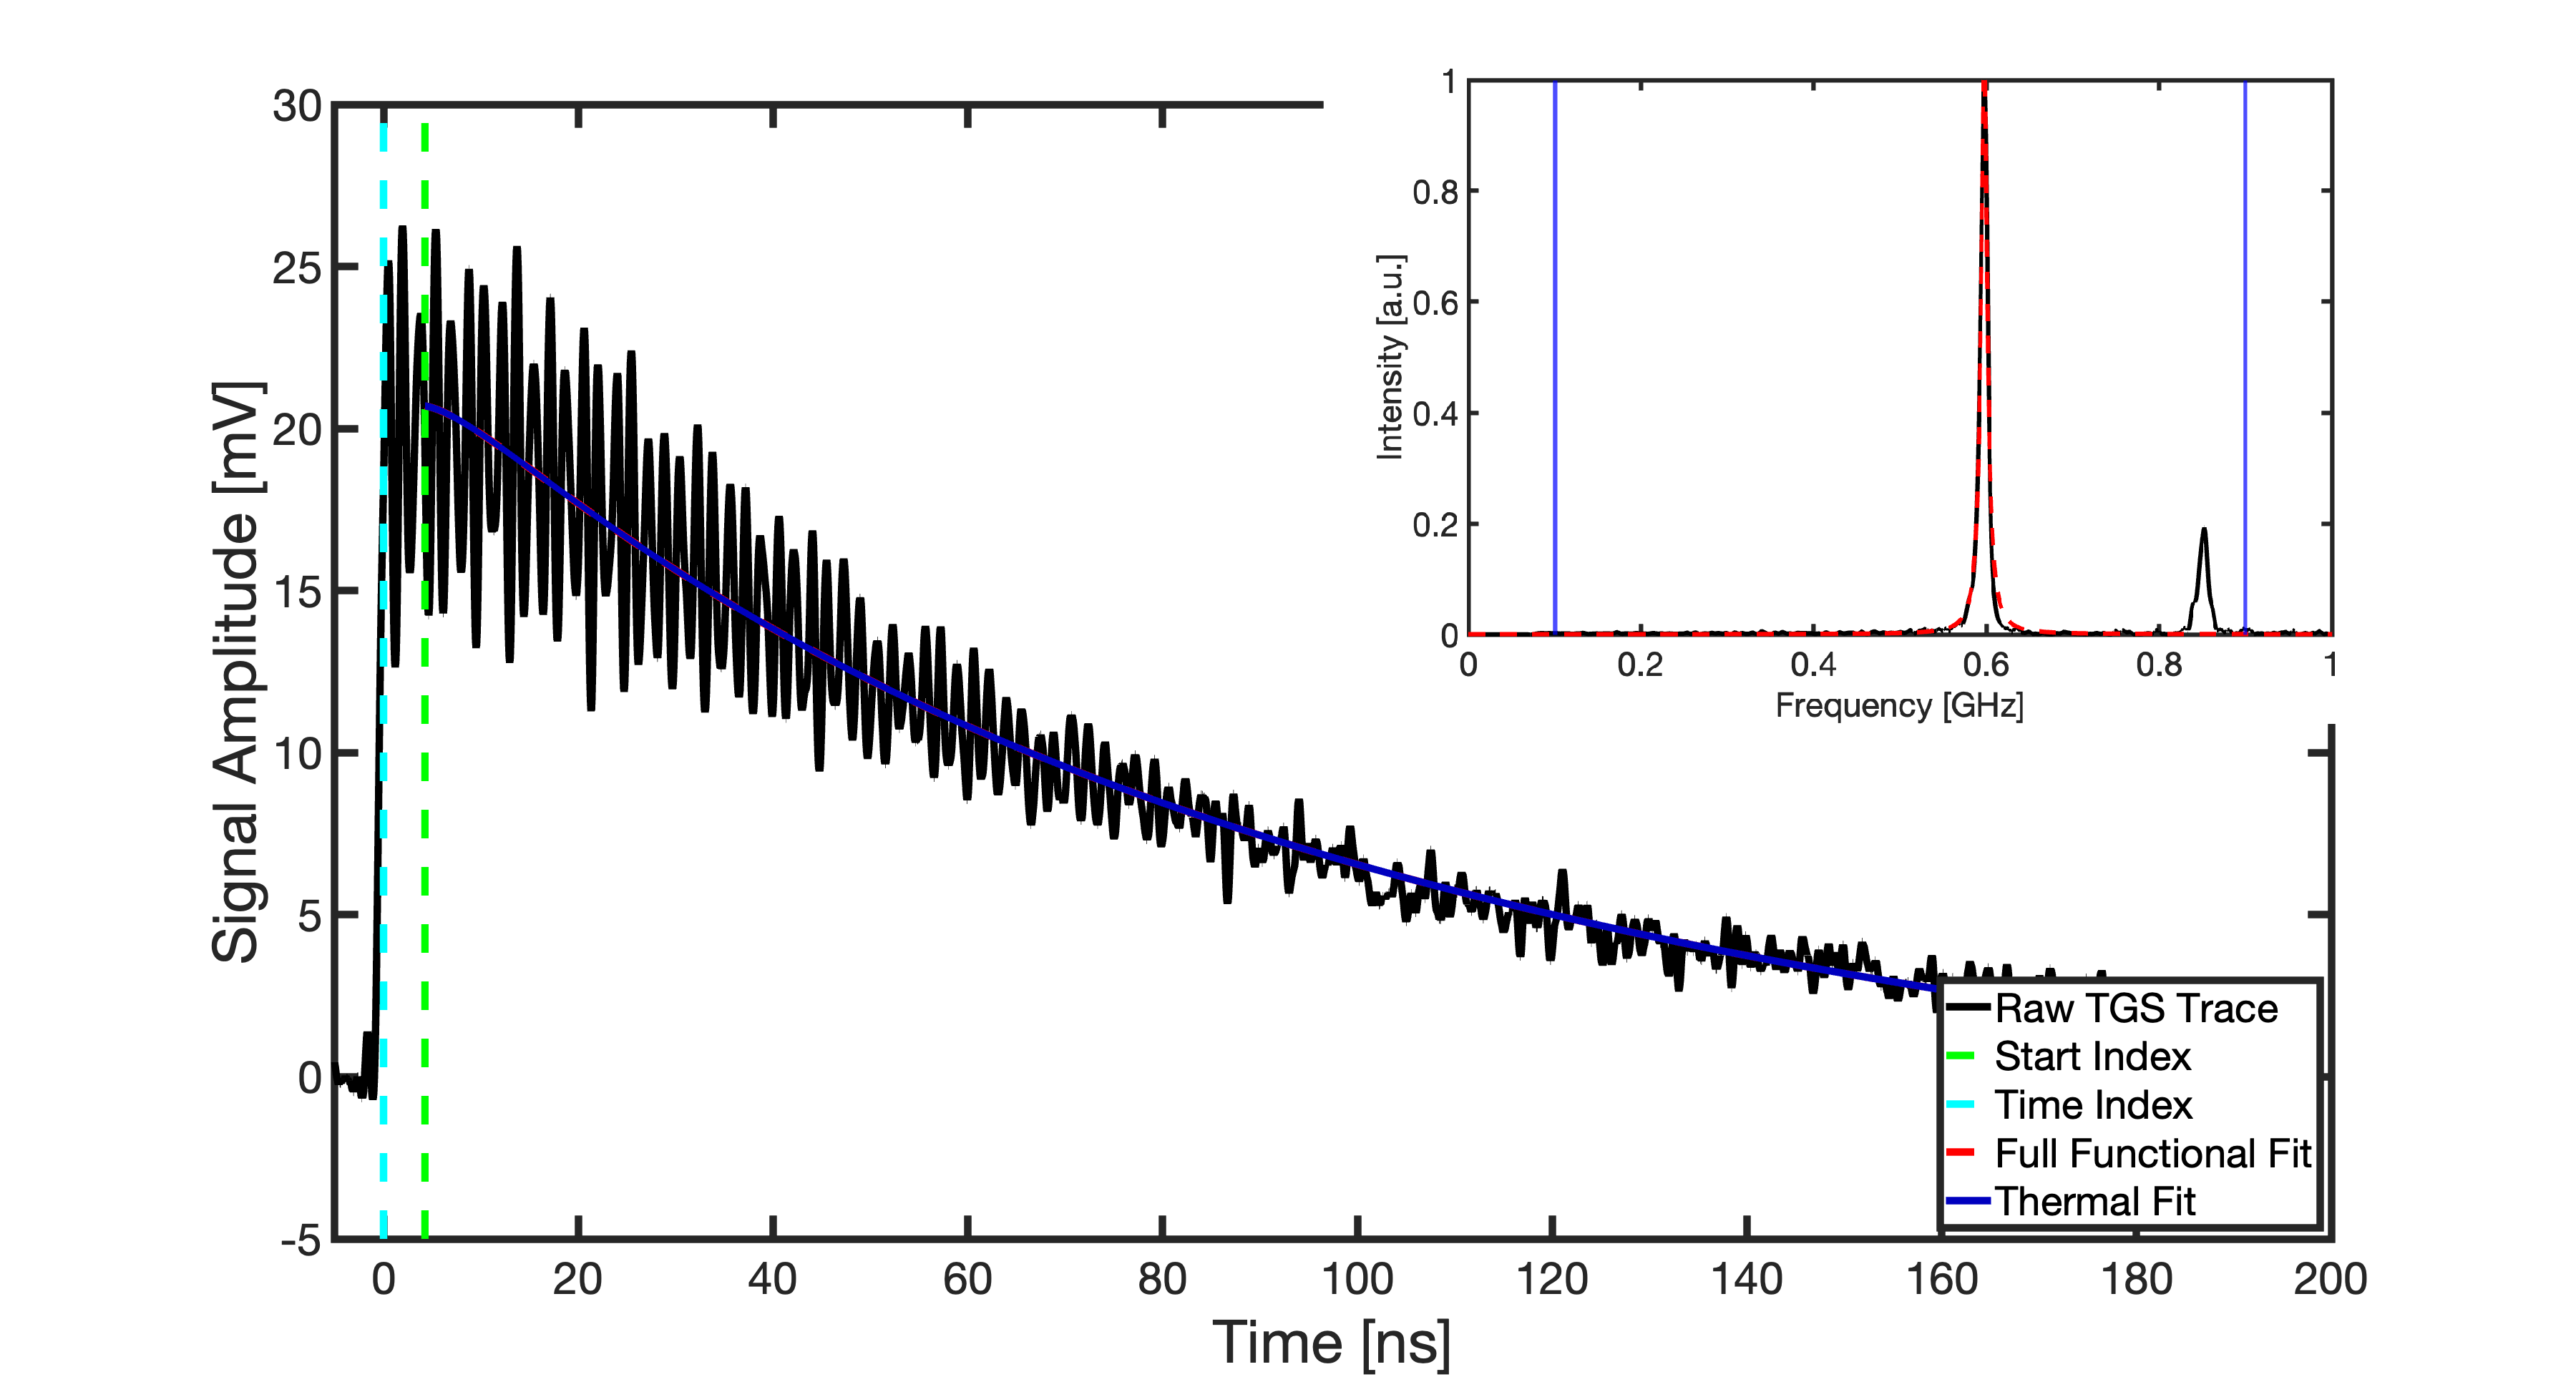 30
25
20
15
10
5
0
-5
Signal Amplitude [mV]
0 20 40 60 80 100 120 140 160 180 200
Time [ns]
1
0.8
0.6
0.4
0.2
0
Intensity [a.u.]
0 0.2 0.4 0.6 0.8 1
Frequency [GHz]
Raw TGS Trace
Start Index
Time Index
Full Functional Fit
Thermal Fit